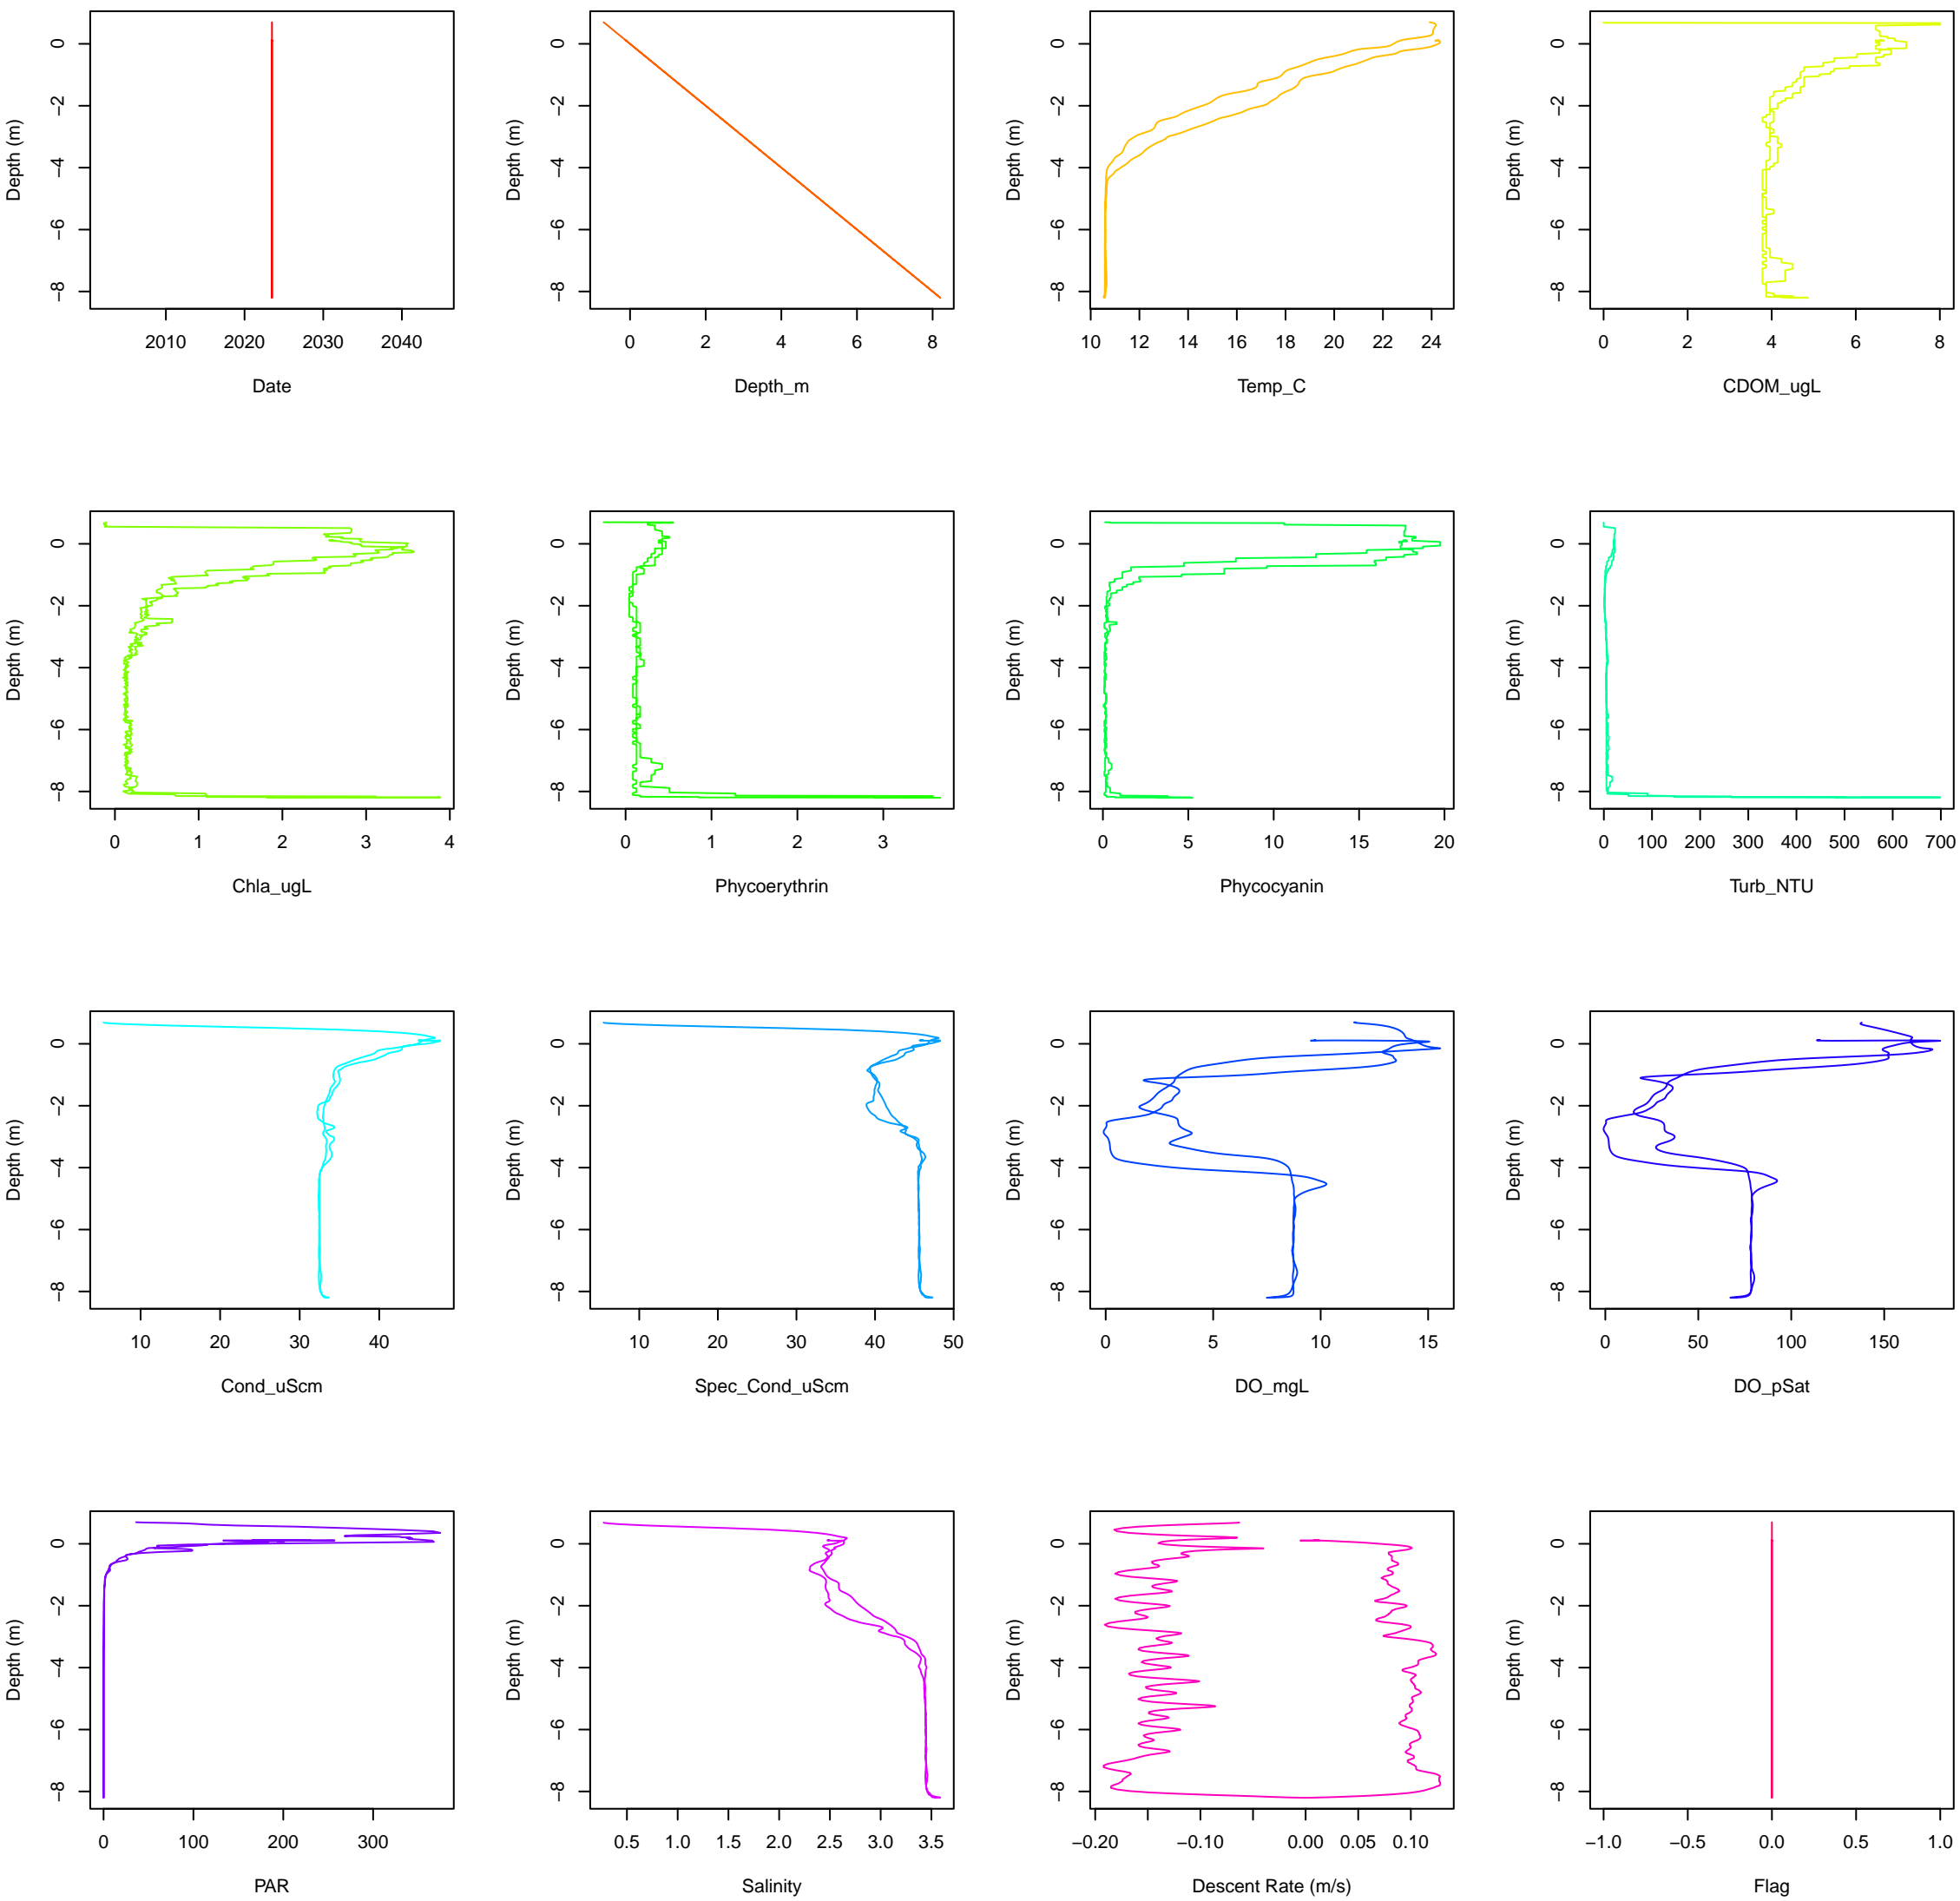 Depth (m)
0
−2
−4
−6
−8
2010 2020 2030 2040
Date
Depth (m)
0
−2
−4
−6
−8
0 2 4 6 8
Depth_m
Depth (m)
0
−2
−4
−6
−8
10 12 14 16 18 20 22 24
Temp_C
Depth (m)
0
−2
−4
−6
−8
0 2 4 6 8
CDOM_ugL
Depth (m)
0
−2
−4
−6
−8
0 1 2 3 4
Chla_ugL
Depth (m)
0
−2
−4
−6
−8
0 1 2 3
Phycoerythrin
Depth (m)
0
−2
−4
−6
−8
0 5 10 15 20
Phycocyanin
Depth (m)
0
−2
−4
−6
−8
0 100 200 300 400 500 600 700
Turb_NTU
Depth (m)
0
−2
−4
−6
−8
10 20 30 40
Cond_uScm
Depth (m)
0
−2
−4
−6
−8
10 20 30 40 50
Spec_Cond_uScm
Depth (m)
0
−2
−4
−6
−8
0 5 10 15
DO_mgL
Depth (m)
0
−2
−4
−6
−8
0 50 100 150
DO_pSat
Depth (m)
0
−2
−4
−6
−8
0 100 200 300
PAR
Depth (m)
0
−2
−4
−6
−8
0.5 1.0 1.5 2.0 2.5 3.0 3.5
Salinity
Depth (m)
0
−2
−4
−6
−8
−0.20 −0.10 0.00 0.05 0.10
Descent Rate (m/s)
Depth (m)
0
−2
−4
−6
−8
−1.0 −0.5 0.0 0.5 1.0
Flag